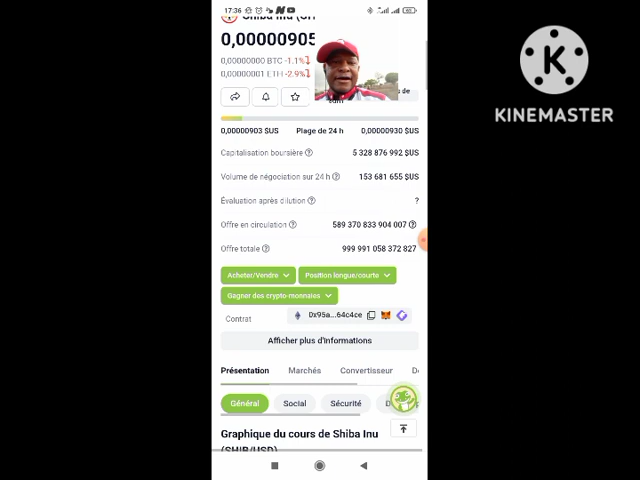 17:36
Shiba Inu (SH
0,00000905
0,00000000 BTC -1.1%
0,00000001 ETH -2.9%
s de
0,00000903 $US Plage de 24 h 0,00000930 $US
Capitalisation boursière ? 5 328 876 992 $US
Volume de négociation sur 24 h ? 153 681 655 $US
Évaluation après dilution ? ?
Offre en circulation ? 589 370 833 904 007 ?
Offre totale ? 999 991 058 372 827
Acheter/Vendre Position longue/courte
Gagner des crypto-monnaies
Contrat 0x95a...64c4ce
Afficher plus d'informations
Présentation Marchés Convertisseur D
Général Social Sécurité D
Graphique du cours de Shiba Inu
(SHIB/USD)
K
KINEMASTER